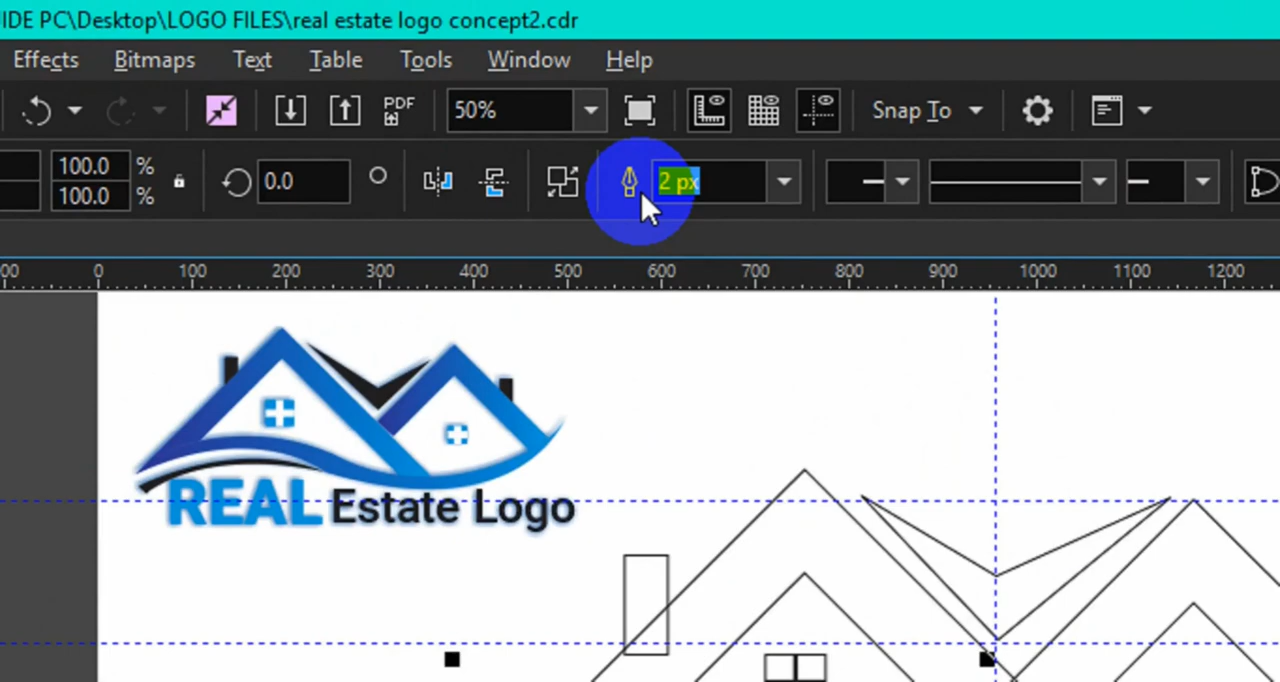 IDE PC\Desktop\LOGO FILES\real estate logo concept2.cdr
Effects Bitmaps Text Table Tools Window Help
PDF 50% Snap To
100.0 %
100.0 %
0.0
2 px
00 0 100 200 300 400 500 600 700 800 900 1000 1100 1200
REAL Estate Logo